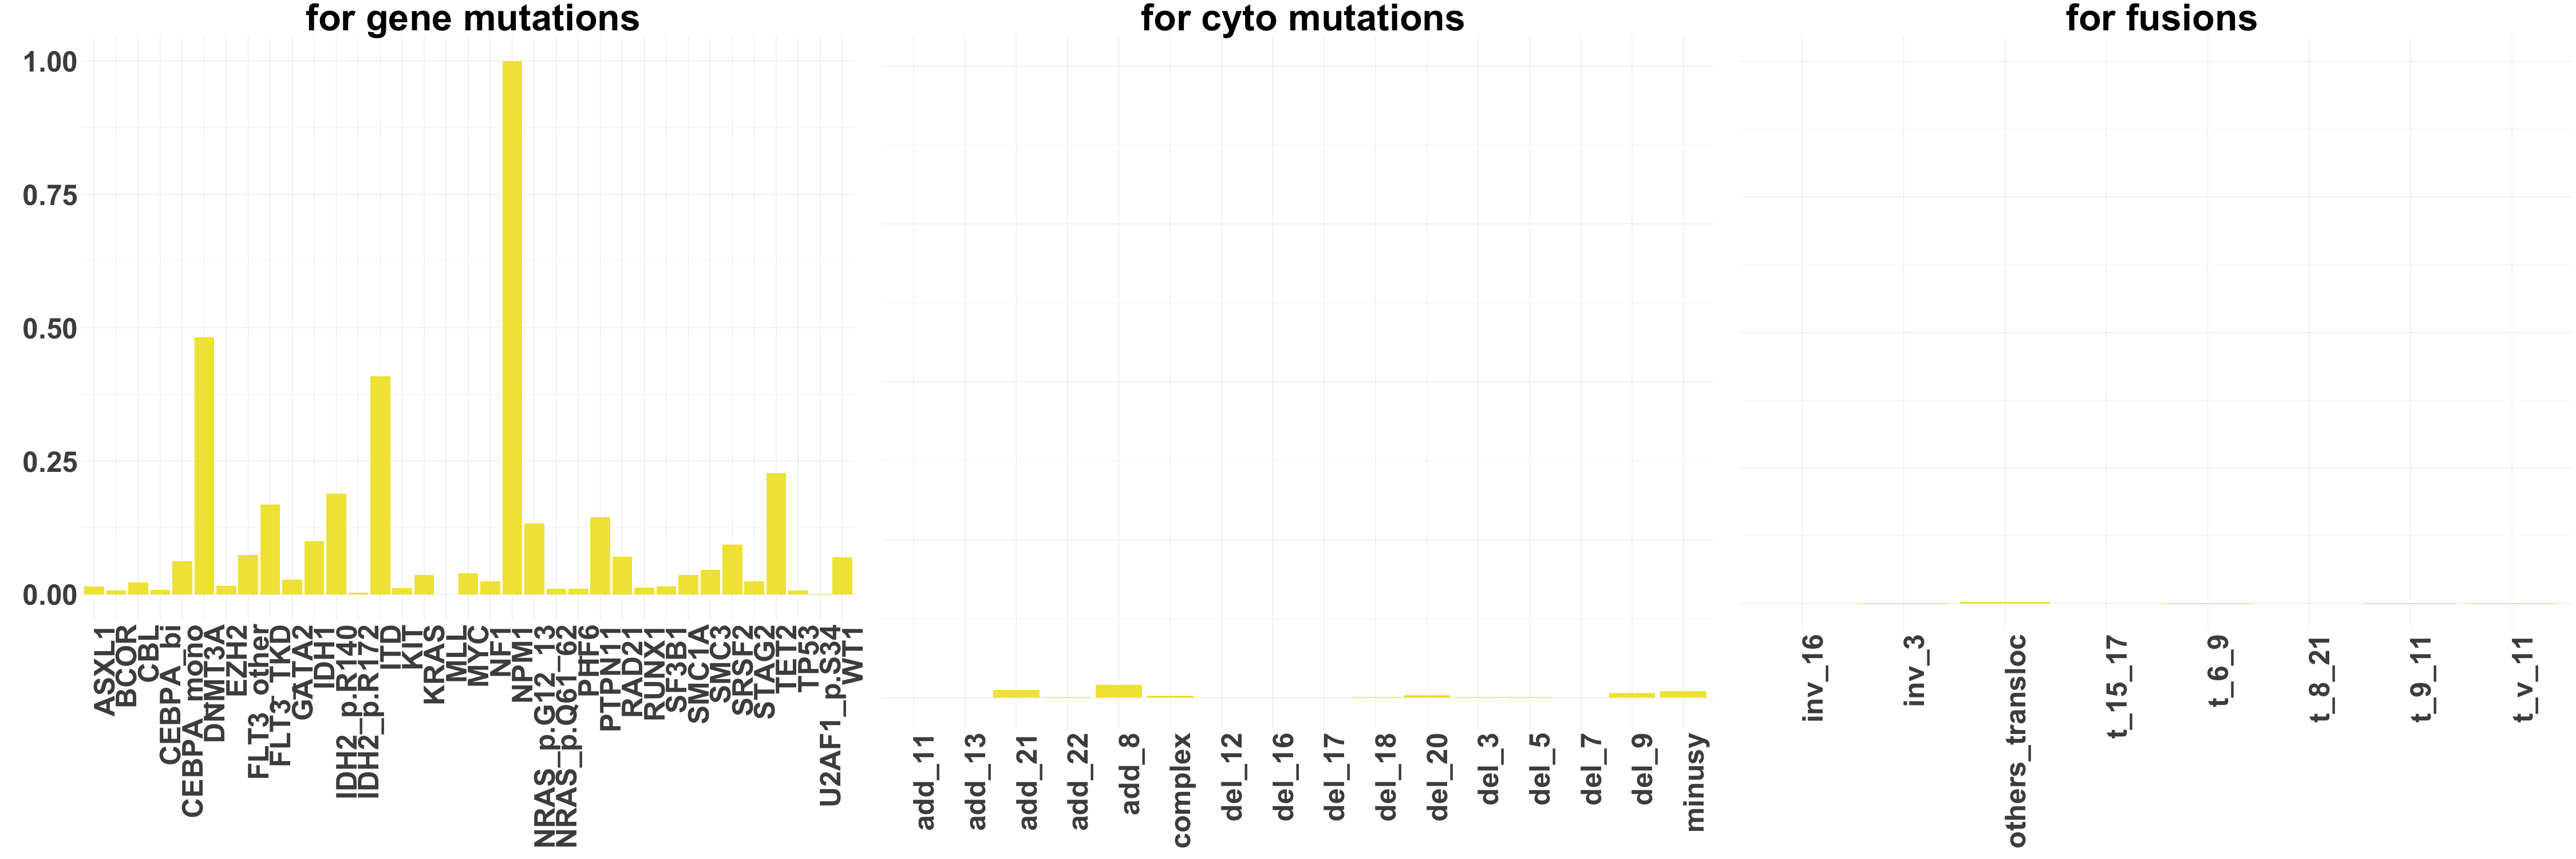 for gene mutations
for cyto mutations
for fusions
1.00
0.75
0.50
0.25
0.00
ASXL1
BCOR
CBL
CEBPA_bi
CEBPA_mono
DNMT3A
EZH2
FLT3_other
FLT3_TKD
GATA2
IDH1
IDH2_p.R140
IDH2_p.R172
ITD
KIT
KRAS
MLL
MYC
NF1
NPM1
NRAS_p.G12_13
NRAS_p.Q61_62
PHF6
PTPN11
RAD21
RUNX1
SF3B1
SMC1A
SMC3
SRSF2
STAG2
TET2
TP53
U2AF1_p.S34
WT1
add_11
add_13
add_21
add_22
add_8
complex
del_12
del_16
del_17
del_18
del_20
del_3
del_5
del_7
del_9
minusy
inv_16
inv_3
others_transloc
t_15_17
t_6_9
t_8_21
t_9_11
t_v_11